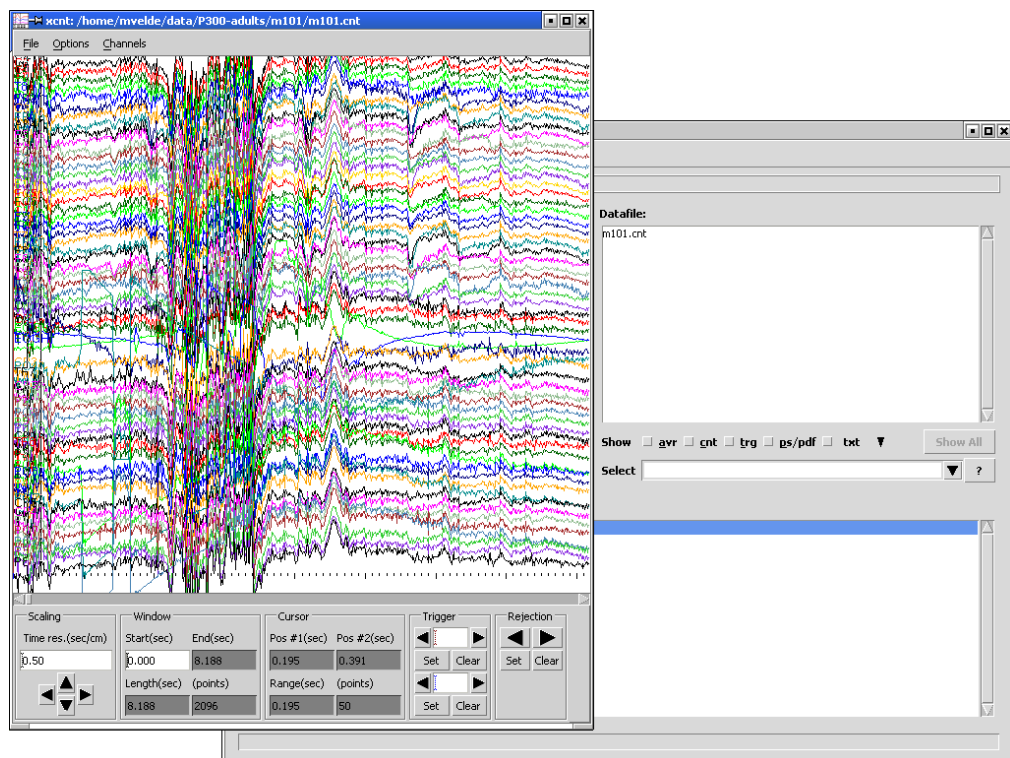 xcnt: /home/mvelde/data/P300-adults/m101/m101.cnt
File Options Channels
Datafile:
m101.cnt
Show avr cnt trg ps/pdf txt Show All
Select ?
Scaling Window Cursor Trigger Rejection
Time res.(sec/cm) Start(sec) End(sec) Pos #1(sec) Pos #2(sec)
0.50 0.000 8.188 0.195 0.391 Set Clear Set Clear
Length(sec) (points) Range(sec) (points)
8.188 2096 0.195 50 Set Clear